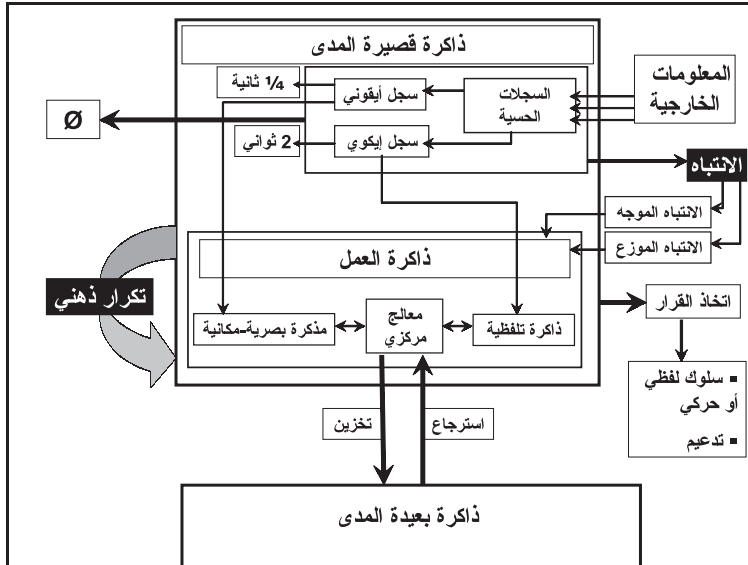 ذاكرة قصيرة المدى
المعلومات
الخارجية
السجلات
الحسية
سجل أيقوني
¼ ثانية
سجل إيكوي
2 ثواني
Ø
الانتباه
الانتباه الموجه
الانتباه الموزع
ذاكرة العمل
تكرار ذهني
ذاكرة تلفظية
معالج
مركزي
مذكرة بصرية-مكانية
اتخاذ القرار
▪ سلوك لفظي
أو حركي
▪ تدعيم
استرجاع
تخزين
ذاكرة بعيدة المدى